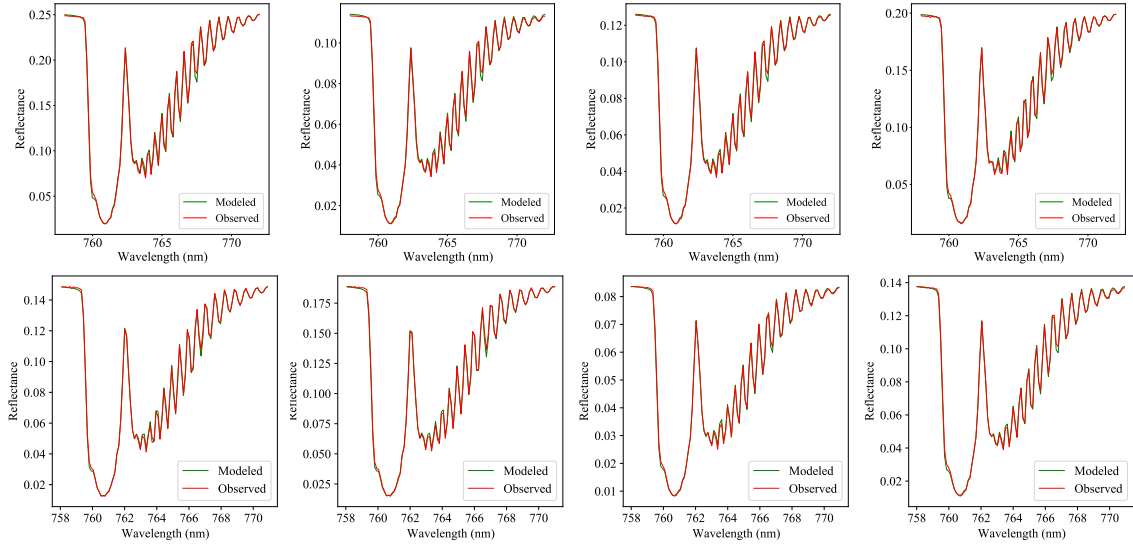 0.25
0.20
0.15
0.10
0.05
Reflectance
760
765
770
Wavelength (nm)
Modeled
Observed
0.10
0.08
0.06
0.04
0.02
Reflectance
760
765
770
Wavelength (nm)
Modeled
Observed
0.12
0.10
0.08
0.06
0.04
0.02
Reflectance
760
765
770
Wavelength (nm)
Modeled
Observed
0.20
0.15
0.10
0.05
Reflectance
760
765
770
Wavelength (nm)
Modeled
Observed
0.14
0.12
0.10
0.08
0.06
0.04
0.02
Reflectance
758
760
762
764
766
768
770
Wavelength (nm)
Modeled
Observed
0.175
0.150
0.125
0.100
0.075
0.050
0.025
Reflectance
758
760
762
764
766
768
770
Wavelength (nm)
Modeled
Observed
0.08
0.07
0.06
0.05
0.04
0.03
0.02
0.01
Reflectance
758
760
762
764
766
768
770
Wavelength (nm)
Modeled
Observed
0.14
0.12
0.10
0.08
0.06
0.04
0.02
Reflectance
758
760
762
764
766
768
770
Wavelength (nm)
Modeled
Observed